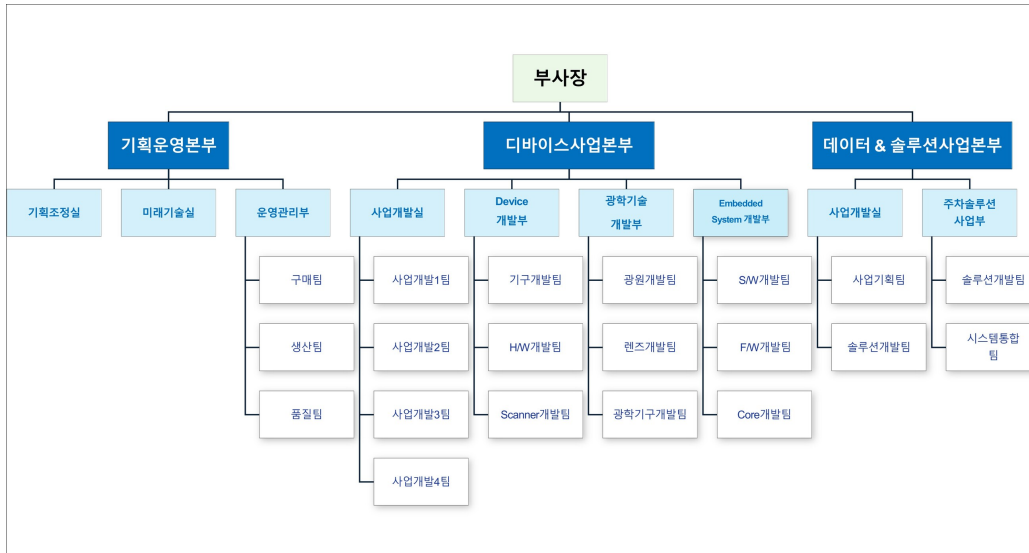 부사장
기획운영본부
디바이스사업본부
데이터 & 솔루션사업본부
기획조정실
미래기술실
운영관리부
사업개발실
Device
개발부
광학기술
개발부
Embedded
System 개발부
사업개발실
주차솔루션
사업부
구매팀
사업개발1팀
기구개발팀
광원개발팀
S/W개발팀
사업기획팀
솔루션개발팀
생산팀
사업개발2팀
H/W개발팀
렌즈개발팀
F/W개발팀
솔루션개발팀
시스템통합
팀
품질팀
사업개발3팀
Scanner개발팀
광학기구개발팀
Core개발팀
사업개발4팀